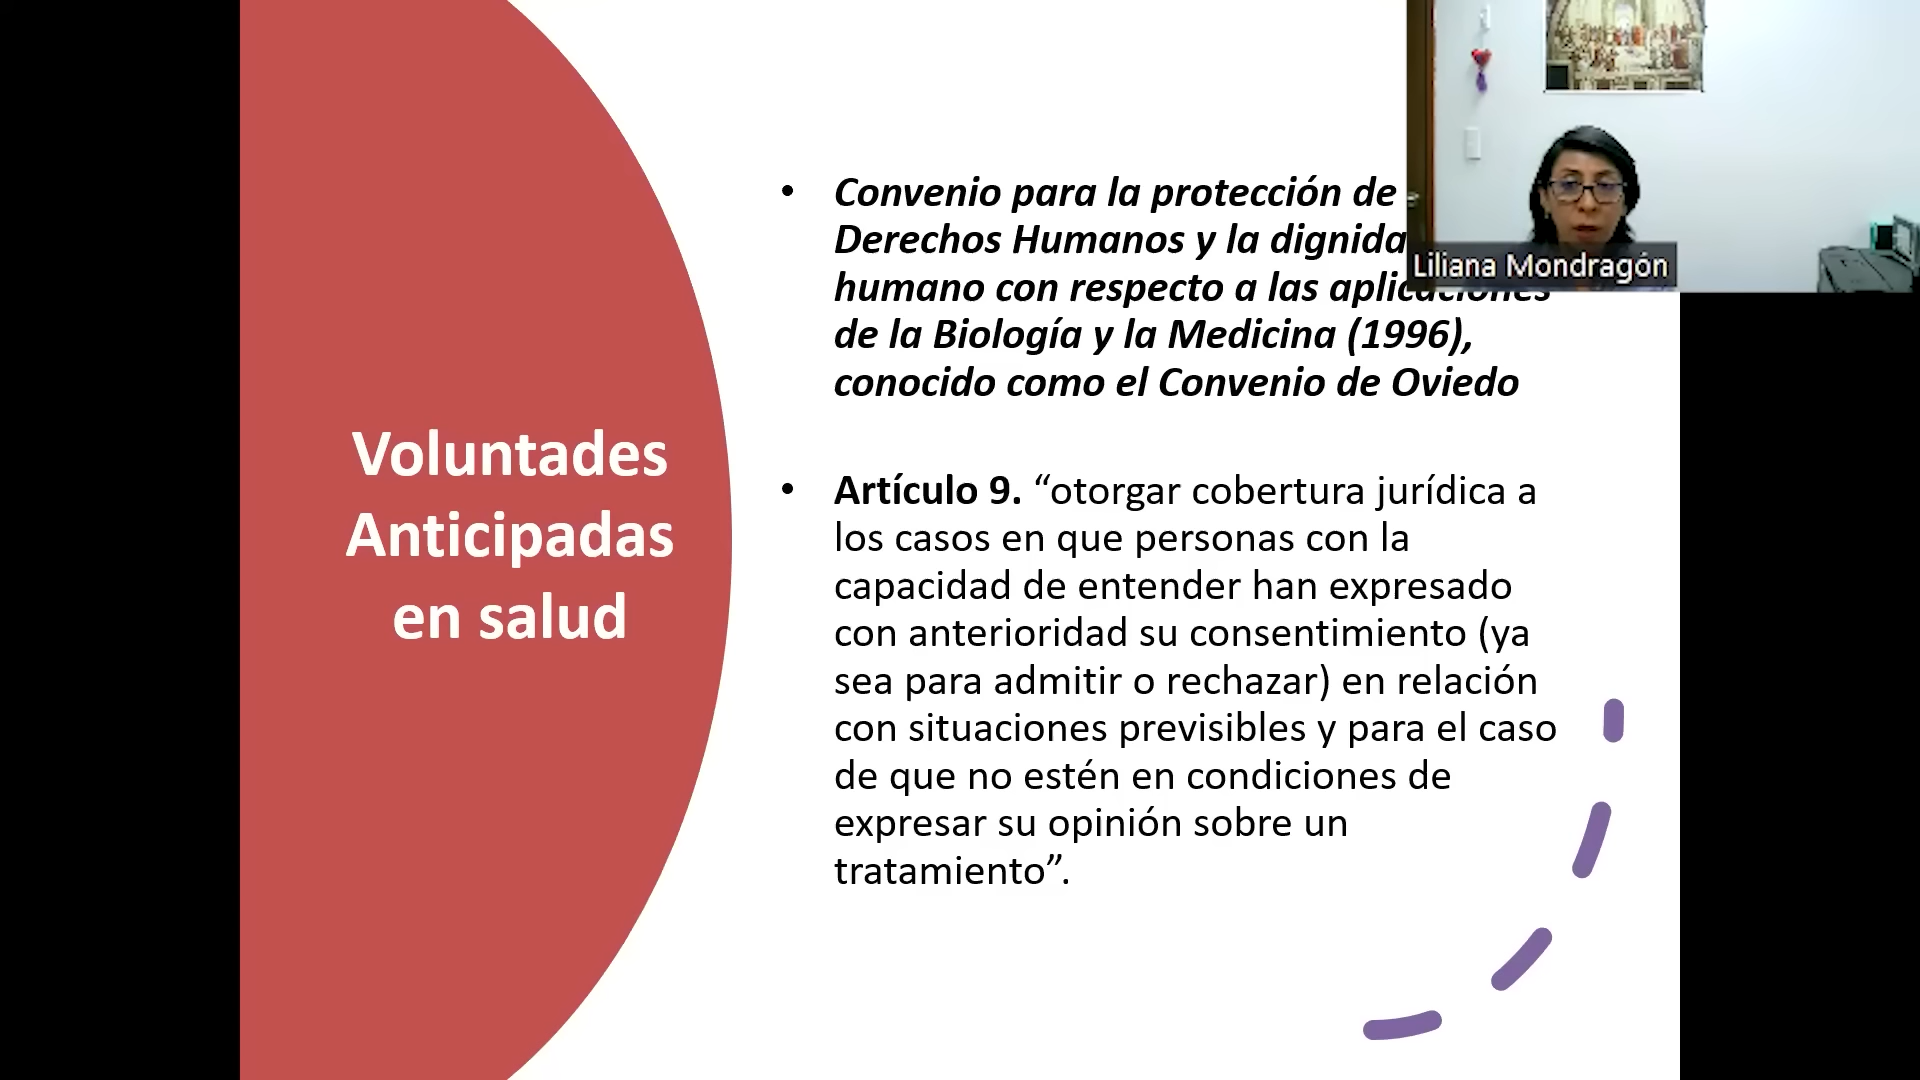 Voluntades
Anticipadas
en salud
• Convenio para la protección de
Derechos Humanos y la dignida
humano con respecto a las aplicaciones
de la Biología y la Medicina (1996),
conocido como el Convenio de Oviedo
• Artículo 9. “otorgar cobertura jurídica a
los casos en que personas con la
capacidad de entender han expresado
con anterioridad su consentimiento (ya
sea para admitir o rechazar) en relación
con situaciones previsibles y para el caso
de que no estén en condiciones de
expresar su opinión sobre un
tratamiento”.
Liliana Mondragón